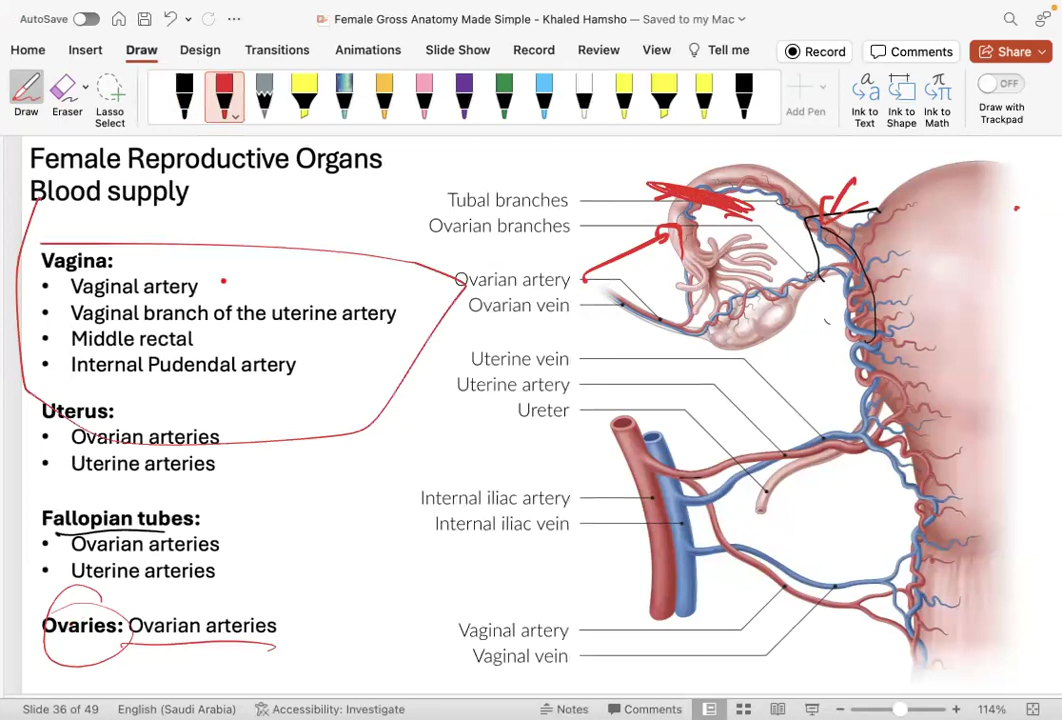 AutoSave
Female Gross Anatomy Made Simple - Khaled Hamsho — Saved to my Mac
Home Insert Draw Design Transitions Animations Slide Show Record Review View Tell me Record Comments Share
Draw Eraser Lasso Select Add Pen Ink to Text Ink to Shape Ink to Math OFF Draw with Trackpad
Female Reproductive Organs
Blood supply
Vagina:
• Vaginal artery
• Vaginal branch of the uterine artery
• Middle rectal
• Internal Pudendal artery
Uterus:
• Ovarian arteries
• Uterine arteries
Fallopian tubes:
• Ovarian arteries
• Uterine arteries
Ovaries: Ovarian arteries
Tubal branches
Ovarian branches
Ovarian artery
Ovarian vein
Uterine vein
Uterine artery
Ureter
Internal iliac artery
Internal iliac vein
Vaginal artery
Vaginal vein
Slide 36 of 49 English (Saudi Arabia) Accessibility: Investigate Notes Comments 114%